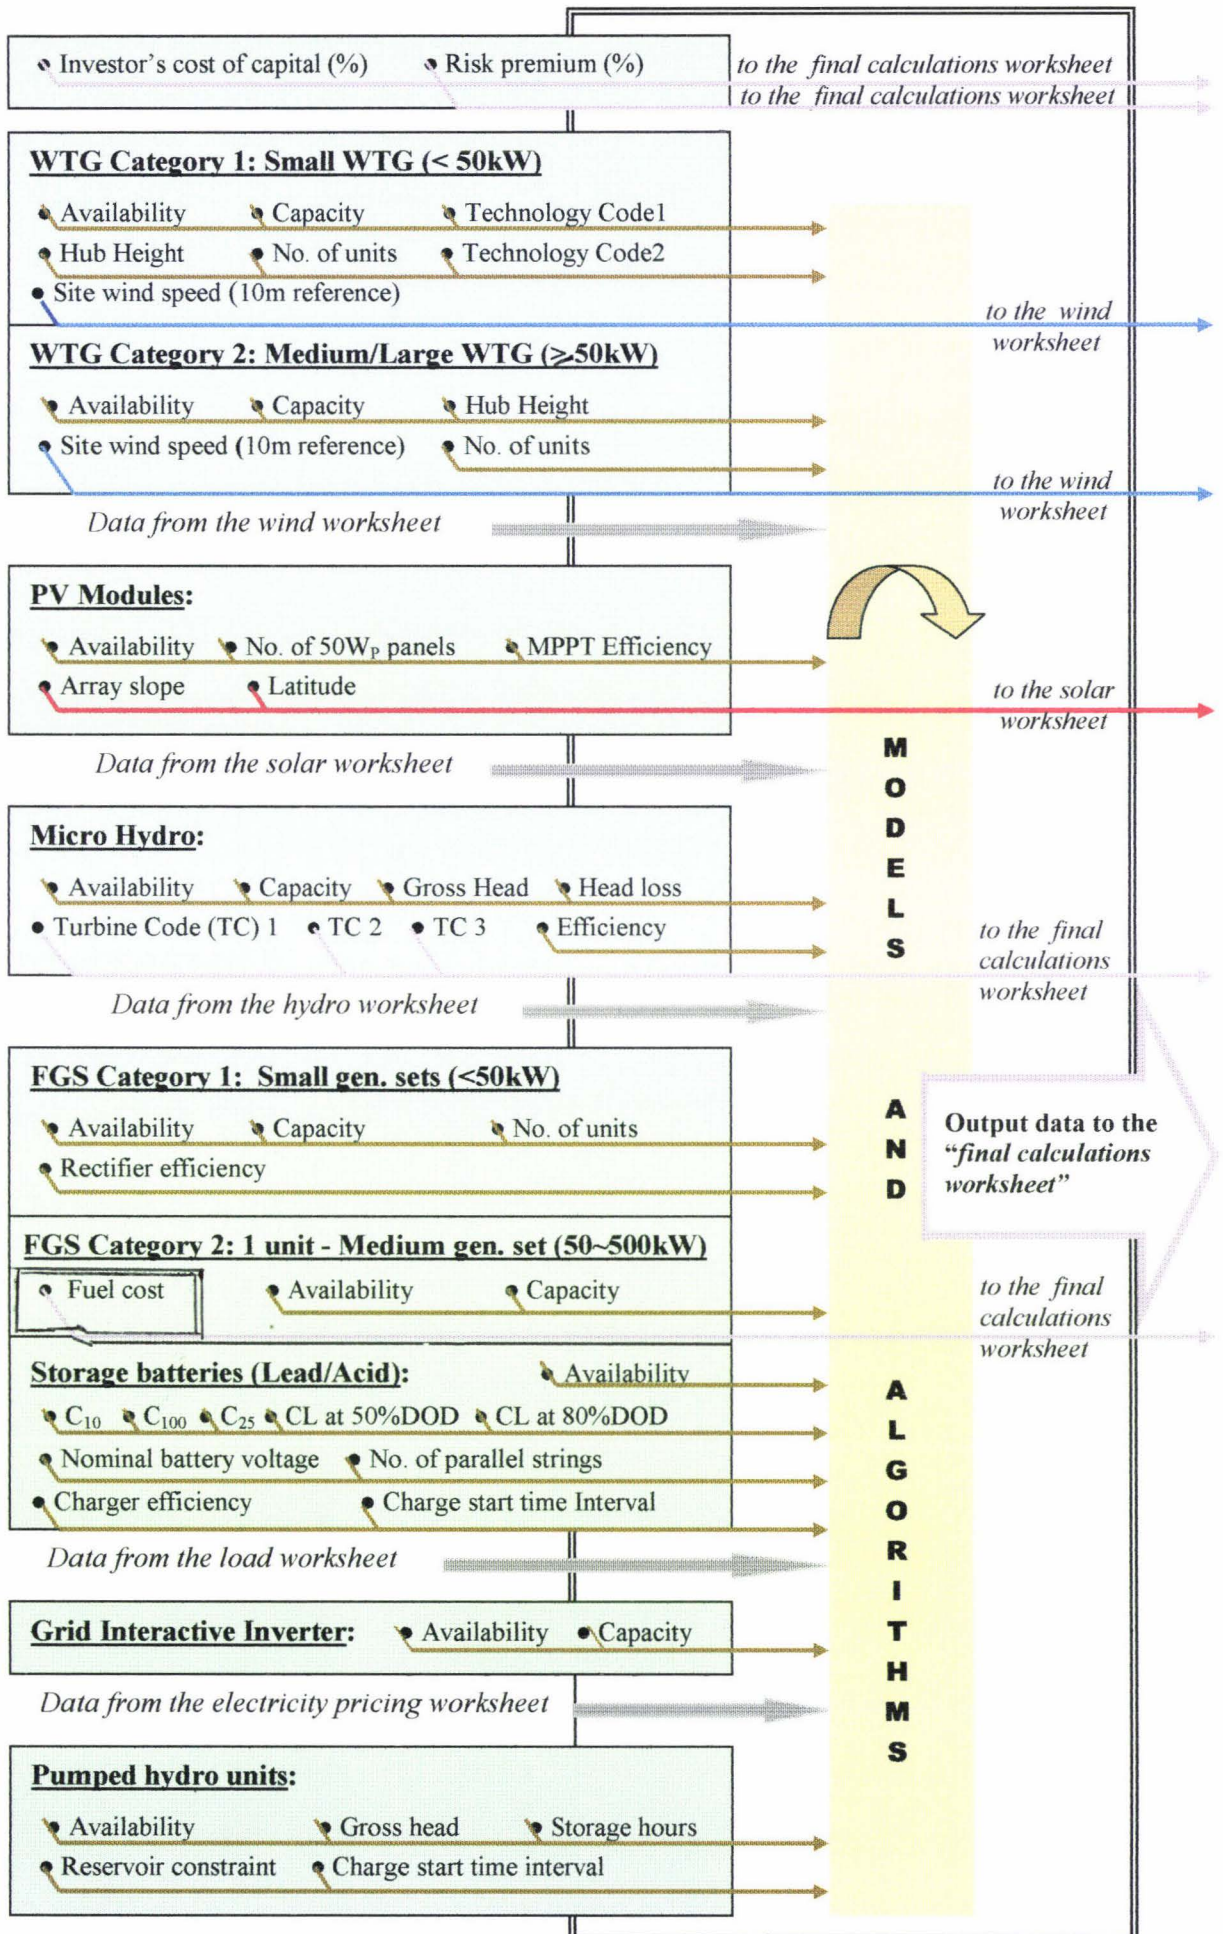 Investor's cost of capital (%) Risk premium (%) to the final calculations worksheet
to the final calculations worksheet
WTG Category 1: Small WTG (< 50kW)
Availability Capacity Technology Code1
Hub Height No. of units Technology Code2
Site wind speed (10m reference)
to the wind
worksheet
WTG Category 2: Medium/Large WTG (≥50kW)
Availability Capacity Hub Height
Site wind speed (10m reference) No. of units
to the wind
worksheet
Data from the wind worksheet
PV Modules:
Availability No. of 50W_P panels MPPT Efficiency
Array slope Latitude
to the solar
worksheet
Data from the solar worksheet
Micro Hydro:
Availability Capacity Gross Head Head loss
Turbine Code (TC) 1 TC 2 TC 3 Efficiency
to the final
calculations
worksheet
Data from the hydro worksheet
FGS Category 1: Small gen. sets (<50kW)
Availability Capacity No. of units
Rectifier efficiency
FGS Category 2: 1 unit - Medium gen. set (50~500kW)
Fuel cost Availability Capacity
to the final
calculations
worksheet
Storage batteries (Lead/Acid): Availability
C10 C100 C25 CL at 50%DOD CL at 80%DOD
Nominal battery voltage No. of parallel strings
Charger efficiency Charge start time Interval
Data from the load worksheet
Grid Interactive Inverter: Availability Capacity
Data from the electricity pricing worksheet
Pumped hydro units:
Availability Gross head Storage hours
Reservoir constraint Charge start time interval
MODELS
AND
ALGORITHMS
Output data to the
“final calculations
worksheet”